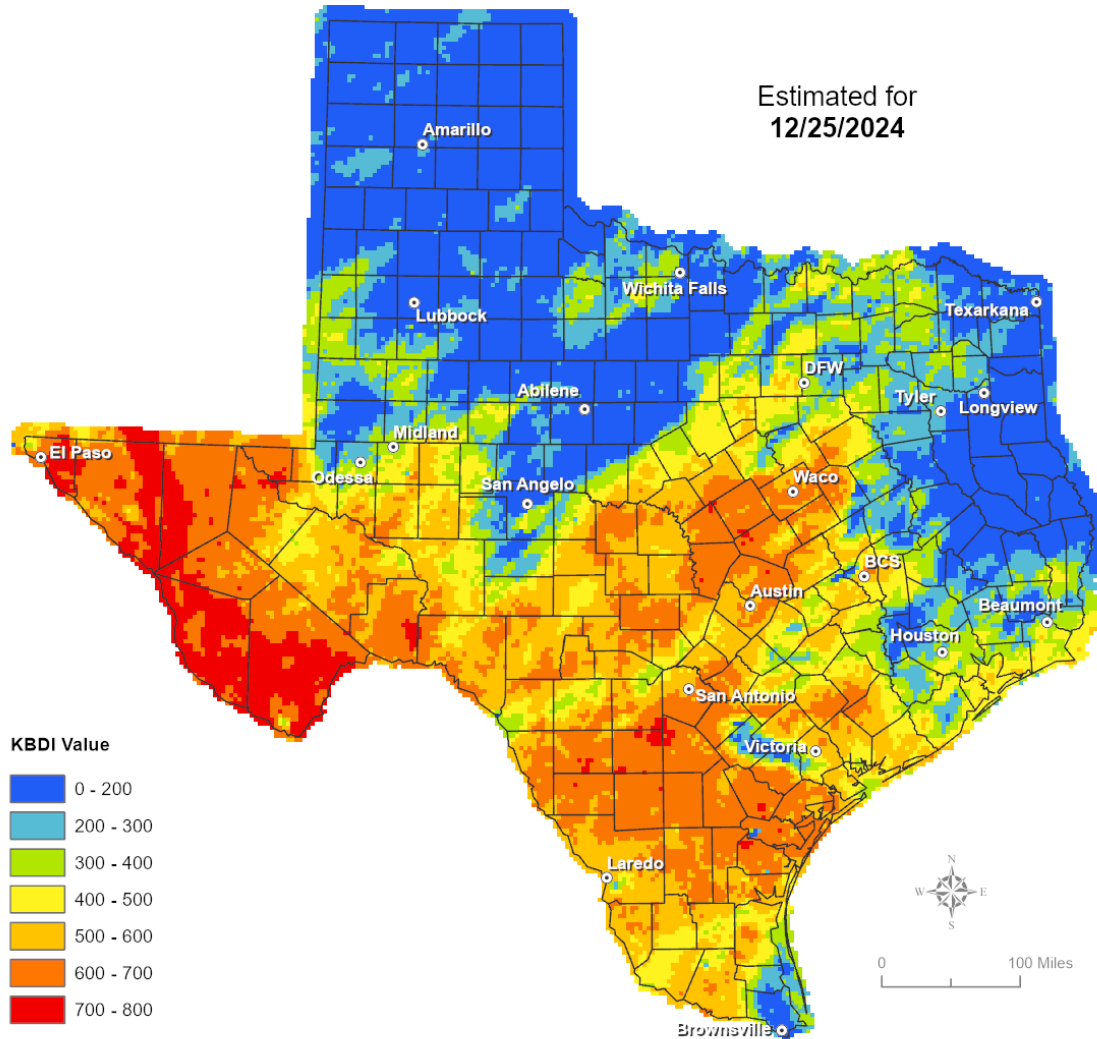 Estimated for
12/25/2024
Amarillo
Wichita Falls
Lubbock
Texarkana
DFW
Abilene
Tyler
Longview
Midland
El Paso
Odessa
San Angelo
Waco
BCS
Austin
Beaumont
Houston
San Antonio
Victoria
Laredo
Brownsville
KBDI Value
0 - 200
200 - 300
300 - 400
400 - 500
500 - 600
600 - 700
700 - 800
N
W E
S
0 100 Miles